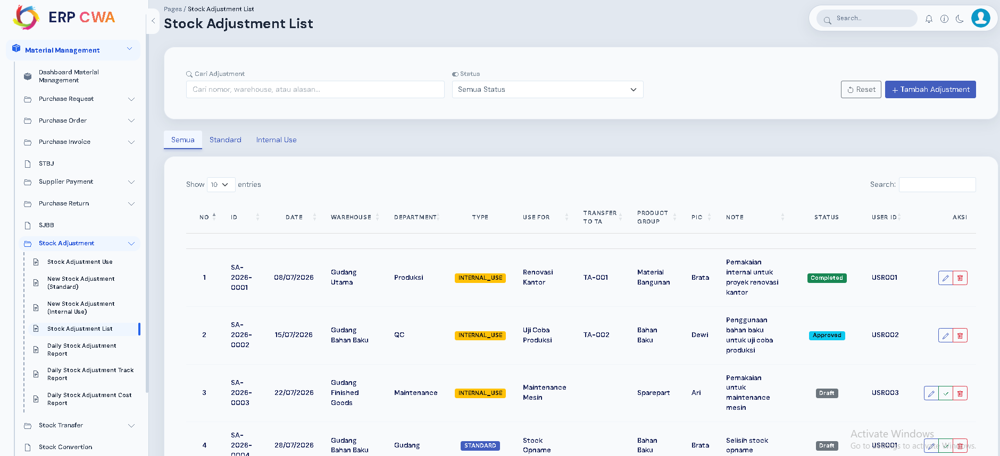 ERP CWA
Material Management
Dashboard Material
Management
Purchase Request
Purchase Order
Purchase Invoice
STBJ
Supplier Payment
Purchase Return
SJBB
Stock Adjustment
Stock Adjustment Use
New Stock Adjustment
(Standard)
New Stock Adjustment
(Internal Use)
Stock Adjustment List
Daily Stock Adjustment
Report
Daily Stock Adjustment Track
Report
Daily Stock Adjustment Cost
Report
Stock Transfer
Stock Convertion
Pages / Stock Adjustment List
Stock Adjustment List
Search...
Cari Adjustment
Cari nomor, warehouse, atau alasan...
Status
Semua Status
Reset
+ Tambah Adjustment
Semua Standard Internal Use
Show 10 entries
Search:
NO ID DATE WAREHOUSE DEPARTMENT TYPE USE FOR TRANSFER TO TA PRODUCT GROUP PIC NOTE STATUS USER ID AKSI
1 SA-2026-0001 08/07/2026 Gudang Utama Produksi INTERNAL_USE Renovasi Kantor TA-001 Material Bangunan Brata Pemakaian internal untuk proyek renovasi kantor Completed USR001
2 SA-2026-0002 15/07/2026 Gudang Bahan Baku QC INTERNAL_USE Uji Coba Produksi TA-002 Bahan Baku Dewi Penggunaan bahan baku untuk uji coba produksi Approved USR002
3 SA-2026-0003 22/07/2026 Gudang Finished Goods Maintenance INTERNAL_USE Maintenance Mesin Sparepart Ari Pemakaian untuk maintenance mesin Draft USR003
4 SA-2026-0004 28/07/2026 Gudang Bahan Baku Gudang STANDARD Stock Opname Bahan Baku Brata Selisih stock opname Draft USR001
Activate Windows
Go to Settings to activate Windows.